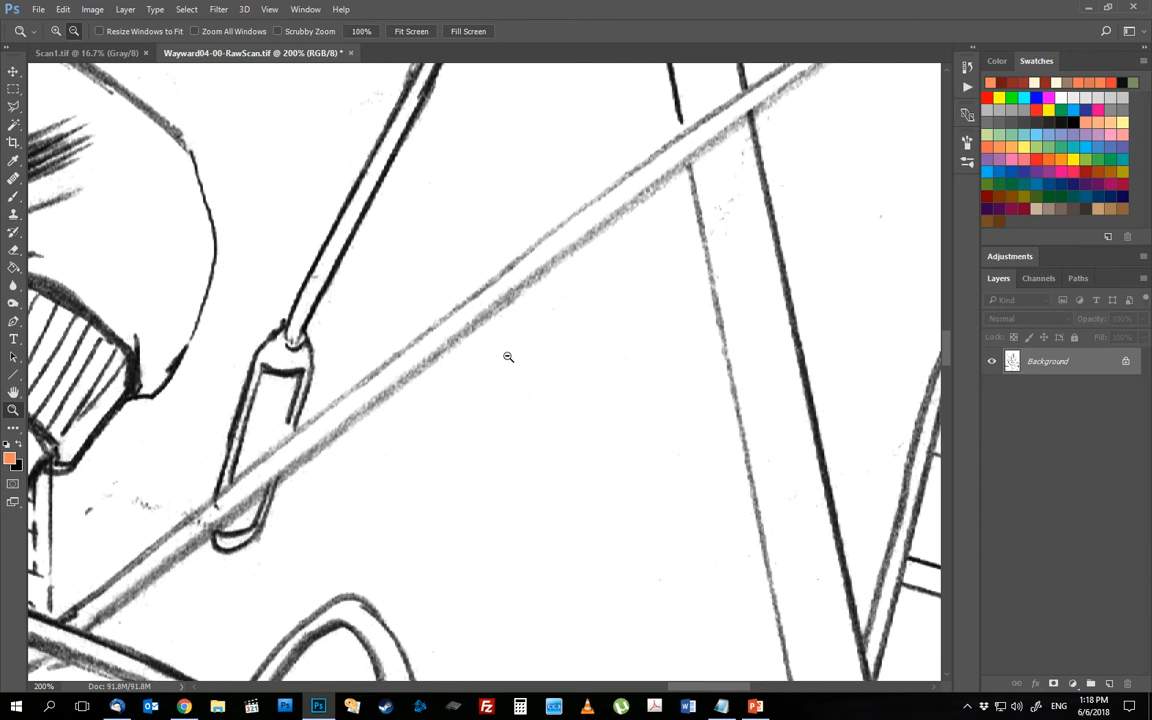 Ps File Edit Image Layer Type Select Filter 3D View Window Help
Resize Windows to Fit Zoom All Windows Scrubby Zoom 100% Fit Screen Fill Screen
Scan1.tif @ 16.7% (Gray/8) × Wayward04-00-RawScan.tif @ 200% (RGB/8) * ×
Color Swatches
Adjustments
Layers Channels Paths
Kind
Normal Opacity: 100%
Lock: Fill: 100%
Background
200% Doc: 91.8M/91.8M
ENG 1:18 PM
6/6/2018